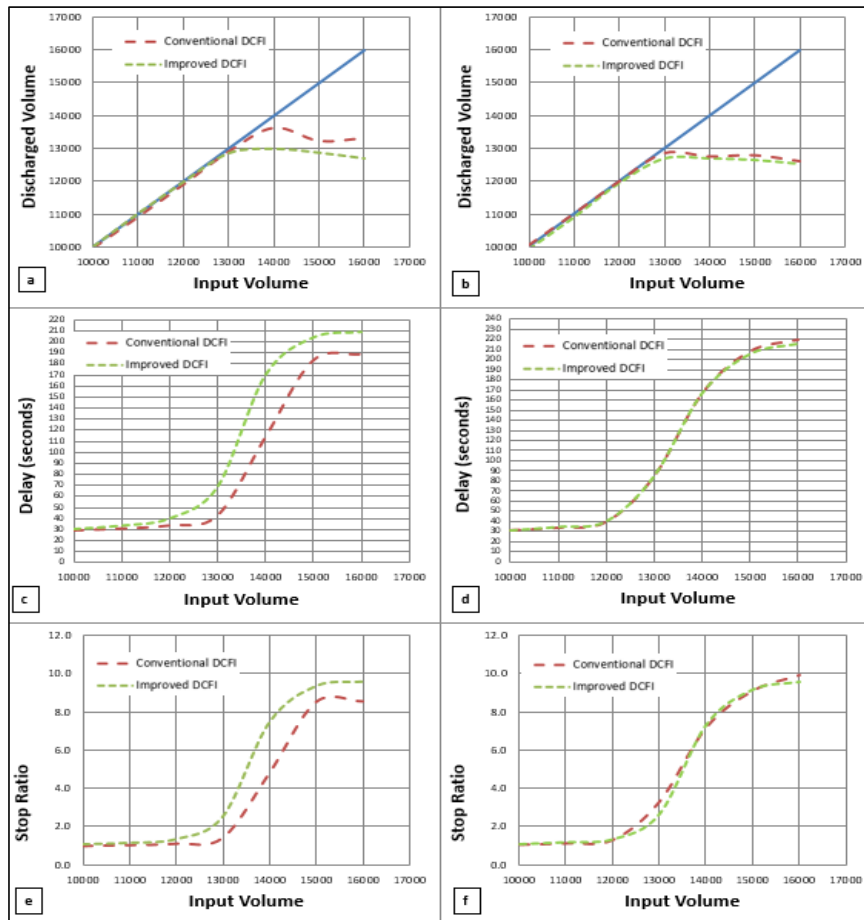 Discharged Volume
17000
16000
15000
14000
13000
12000
11000
10000
Conventional DCFI
Improved DCFI
10000 11000 12000 13000 14000 15000 16000 17000
Input Volume
a
Discharged Volume
17000
16000
15000
14000
13000
12000
11000
10000
Conventional DCFI
Improved DCFI
10000 11000 12000 13000 14000 15000 16000 17000
Input Volume
b
Delay (seconds)
220
210
200
190
180
170
160
150
140
130
120
110
100
90
80
70
60
50
40
30
20
10
0
Conventional DCFI
Improved DCFI
10000 11000 12000 13000 14000 15000 16000 17000
Input Volume
c
Delay (seconds)
240
230
220
210
200
190
180
170
160
150
140
130
120
110
100
90
80
70
60
50
40
30
20
10
0
Conventional DCFI
Improved DCFI
10000 11000 12000 13000 14000 15000 16000 17000
Input Volume
d
Stop Ratio
12.0
10.0
8.0
6.0
4.0
2.0
0.0
Conventional DCFI
Improved DCFI
10000 11000 12000 13000 14000 15000 16000 17000
Input Volume
e
Stop Ratio
12.0
10.0
8.0
6.0
4.0
2.0
0.0
Conventional DCFI
Improved DCFI
10000 11000 12000 13000 14000 15000 16000 17000
Input Volume
f